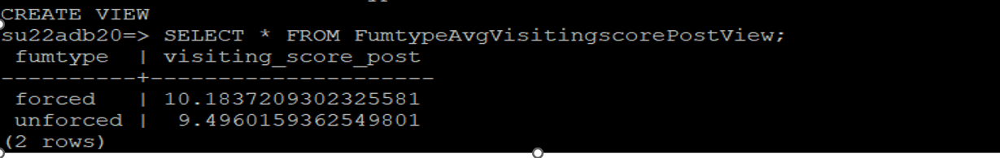 CREATE VIEW
su22adb20=> SELECT * FROM FumtypeAvgVisitingscorePostView;
 fumtype  | visiting_score_post
----------+---------------------
 forced   | 10.1837209302325581
 unforced |  9.4960159362549801
(2 rows)